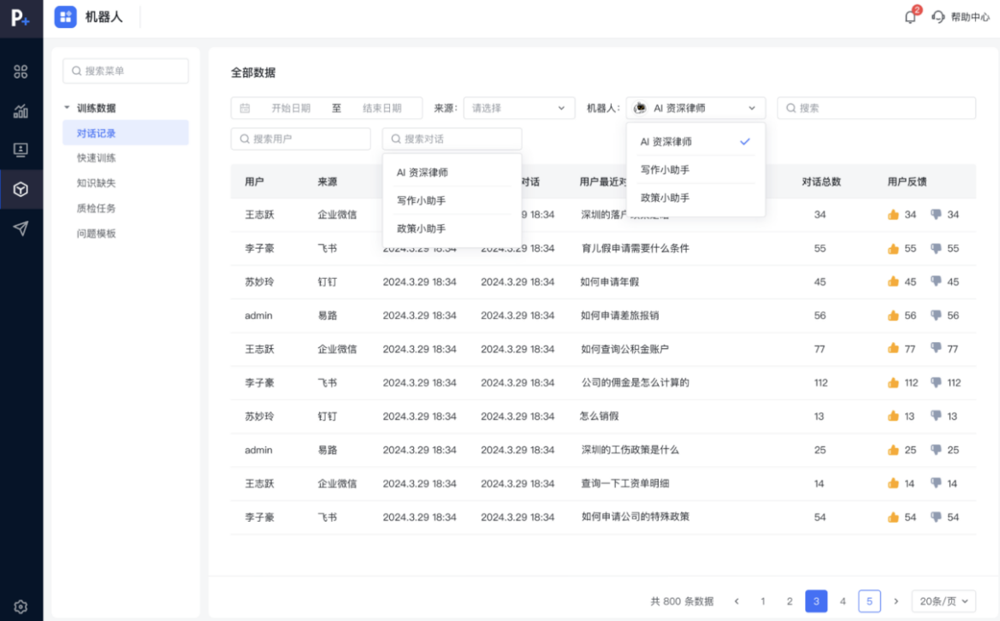 P+
机器人
2
帮助中心
搜索菜单
训练数据
对话记录
快速训练
知识缺失
质检任务
问题模板
全部数据
开始日期 至 结束日期 来源: 请选择 机器人: AI 资深律师 搜索
搜索用户 搜索对话
AI 资深律师
写作小助手
政策小助手
AI 资深律师
写作小助手
政策小助手
用户 来源 对话 用户最近对 对话总数 用户反馈
王志跃 企业微信 9 18:34 深圳的落户 34 34 34
李子豪 飞书 2024.3.29 18:34 2024.3.29 18:34 育儿假申请需要什么条件 55 55 55
苏妙玲 钉钉 2024.3.29 18:34 2024.3.29 18:34 如何申请年假 45 45 45
admin 易路 2024.3.29 18:34 2024.3.29 18:34 如何申请差旅报销 56 56 56
王志跃 企业微信 2024.3.29 18:34 2024.3.29 18:34 如何查询公积金账户 77 77 77
李子豪 飞书 2024.3.29 18:34 2024.3.29 18:34 公司的佣金是怎么计算的 112 112 112
苏妙玲 钉钉 2024.3.29 18:34 2024.3.29 18:34 怎么销假 13 13 13
admin 易路 2024.3.29 18:34 2024.3.29 18:34 深圳的工伤政策是什么 25 25 25
王志跃 企业微信 2024.3.29 18:34 2024.3.29 18:34 查询一下工资单明细 14 14 14
李子豪 飞书 2024.3.29 18:34 2024.3.29 18:34 如何申请公司的特殊政策 54 54 54
共 800 条数据 1 2 3 4 5 20条/页